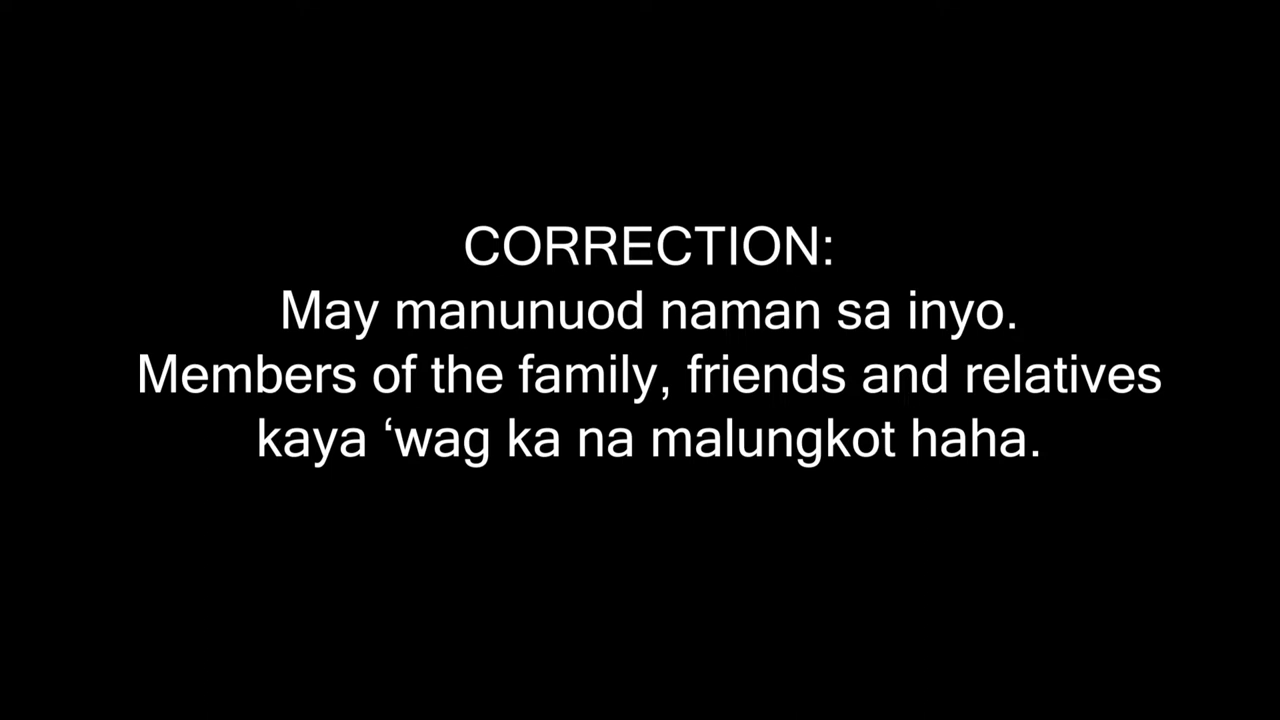 CORRECTION:
May manunuod naman sa inyo.
Members of the family, friends and relatives
kaya ‘wag ka na malungkot haha.